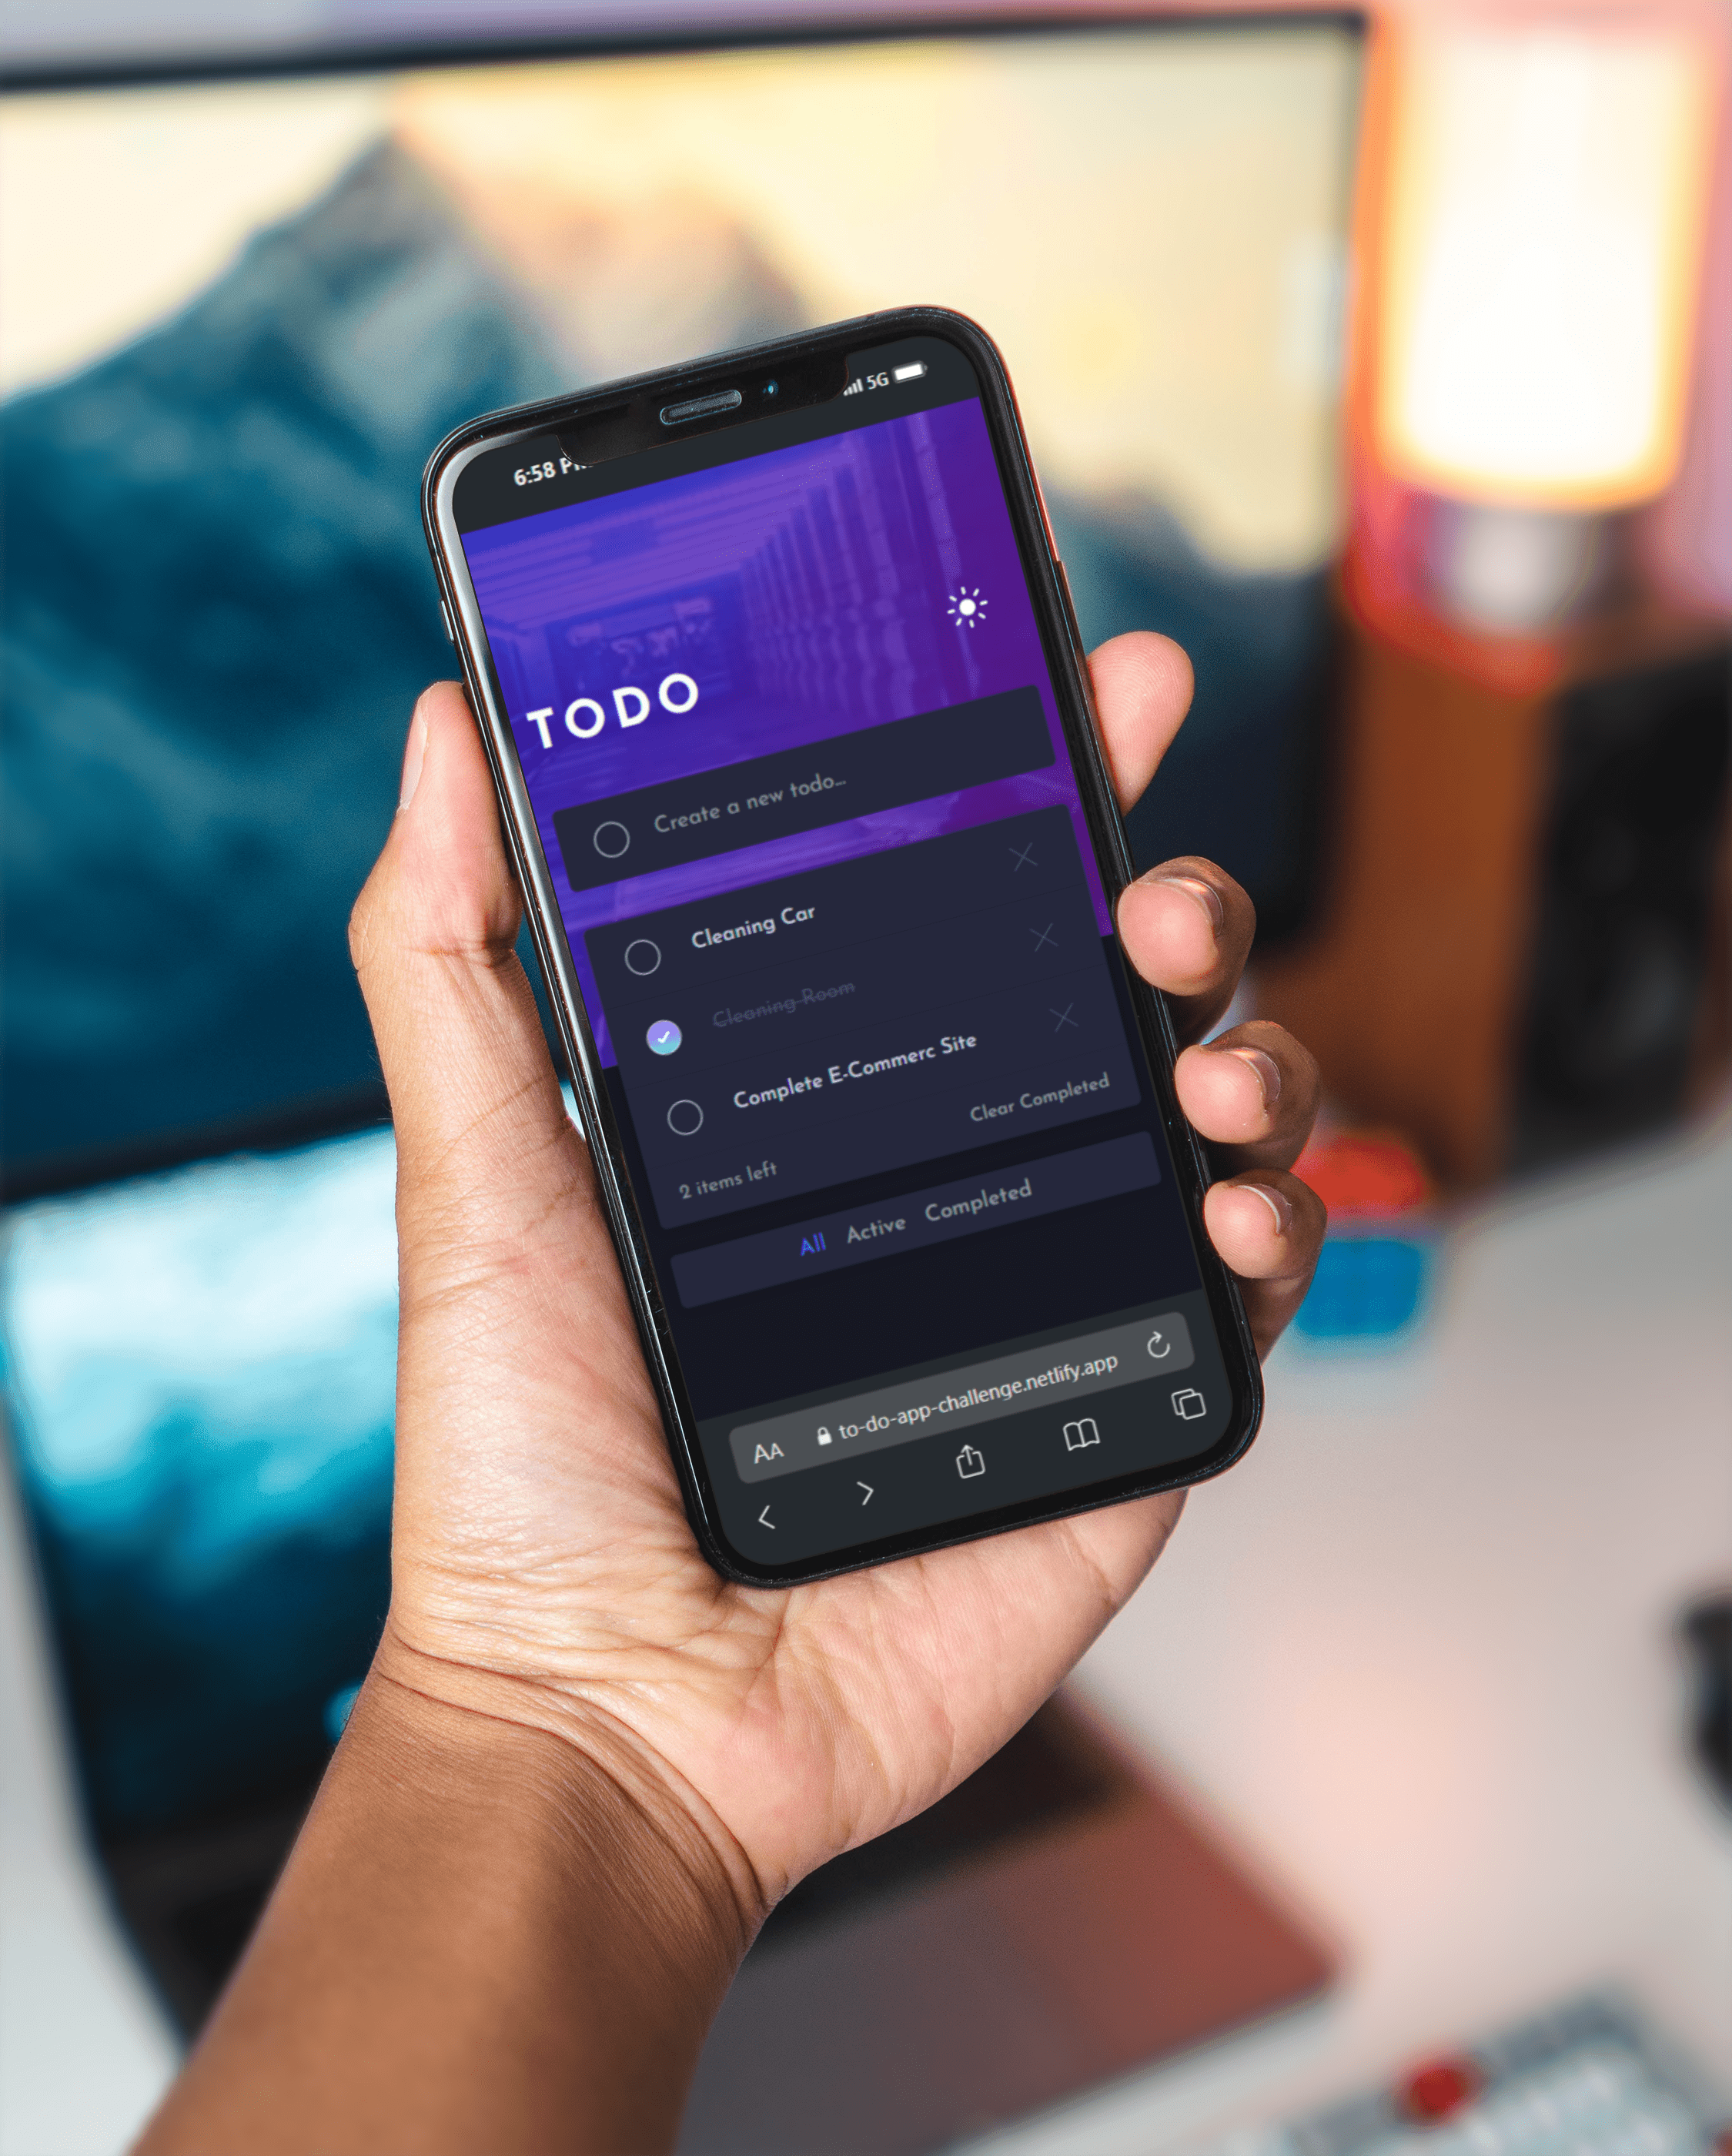 6:58 PM
5G
TODO
Create a new todo...
Cleaning Car
Cleaning Room
Complete E-Commerc Site
2 items left
Clear Completed
All Active Completed
AA to-do-app-challenge.netlify.app